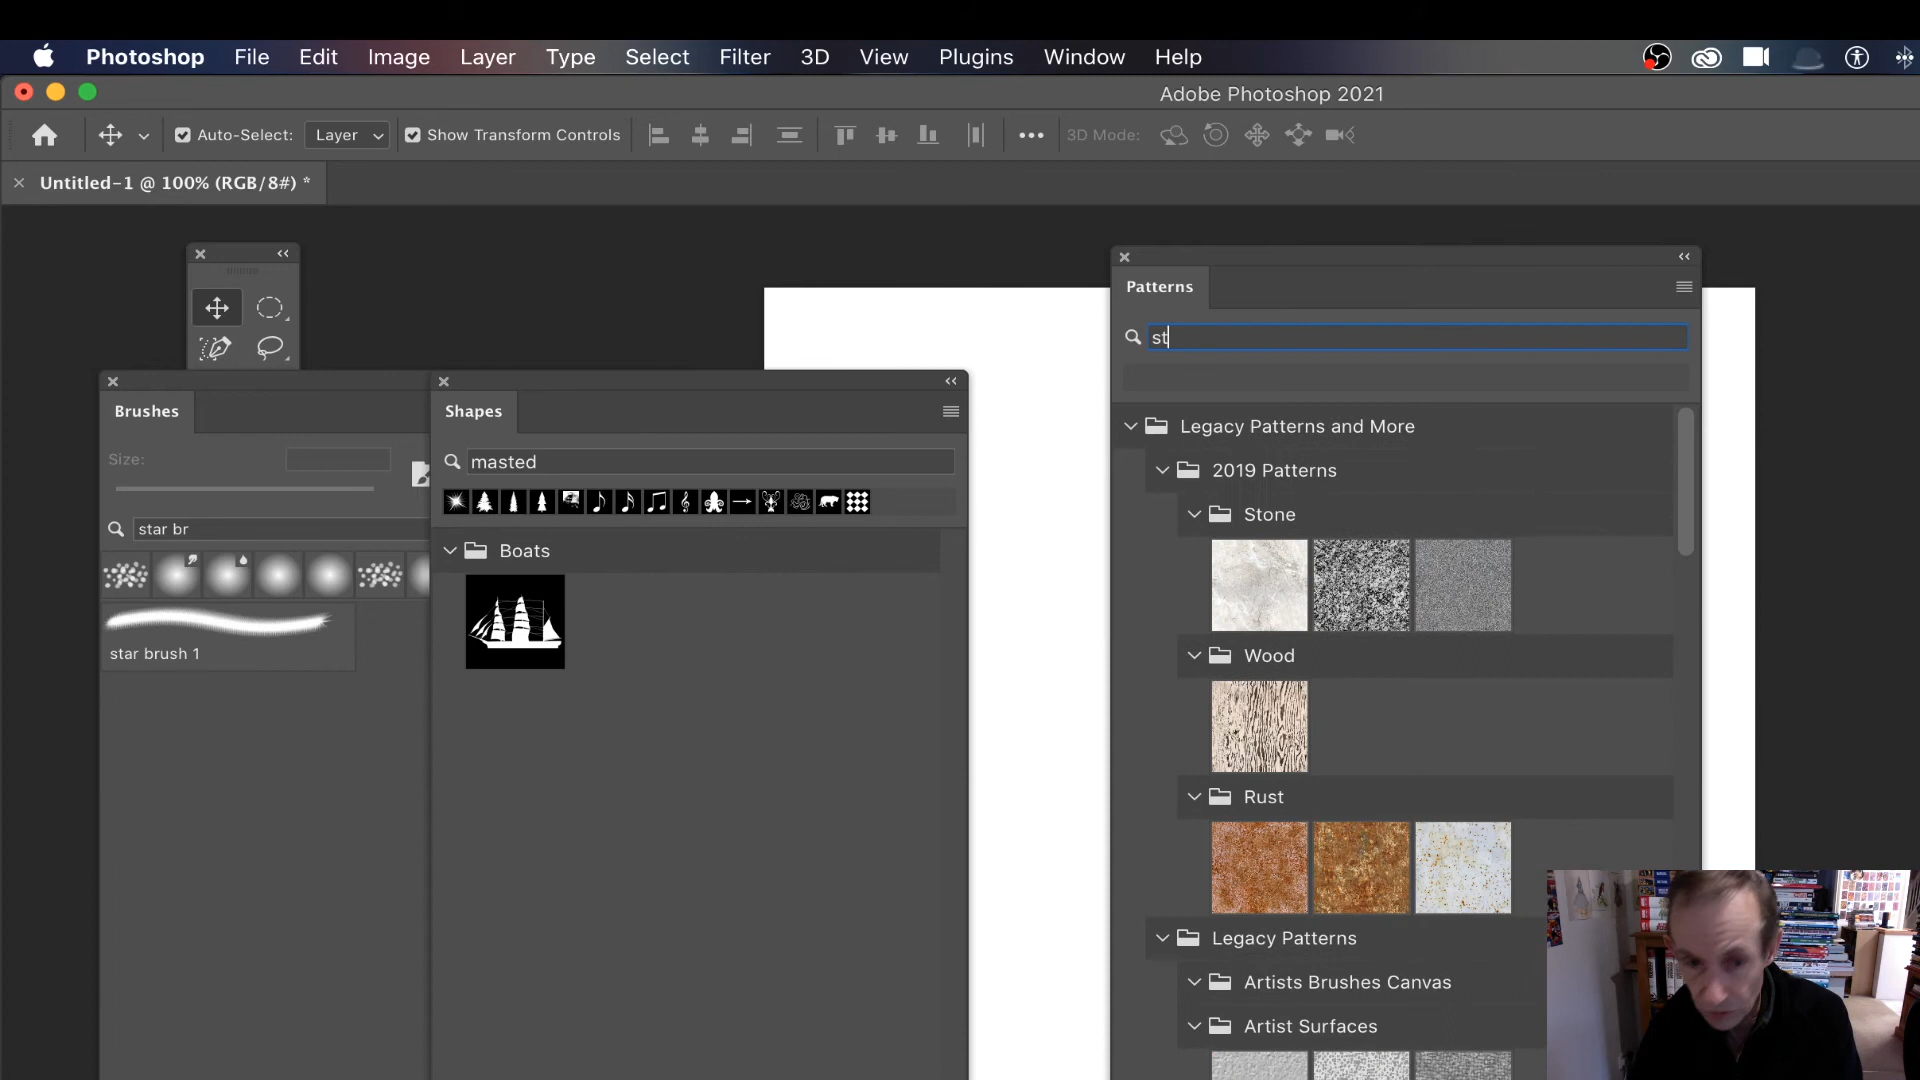 Photoshop File Edit Image Layer Type Select Filter 3D View Plugins Window Help
Adobe Photoshop 2021
Auto-Select: Layer Show Transform Controls 3D Mode:
Untitled-1 @ 100% (RGB/8#) *
Patterns
st
Brushes
Shapes
Size:
masted
star br
star brush 1
Boats
Legacy Patterns and More
2019 Patterns
Stone
Wood
Rust
Legacy Patterns
Artists Brushes Canvas
Artist Surfaces